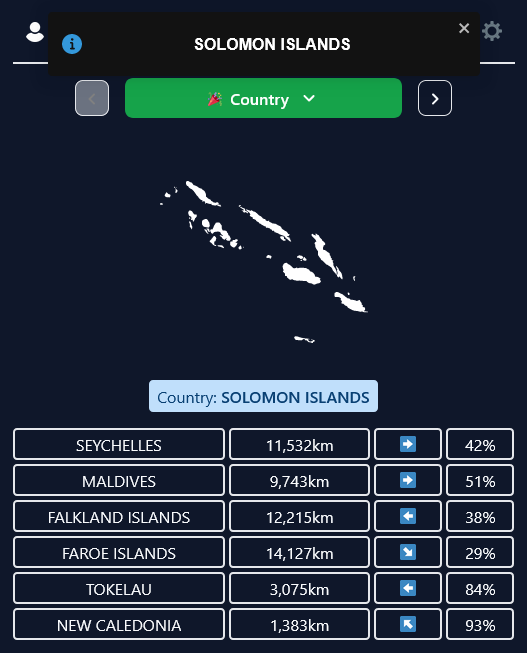 SOLOMON ISLANDS
Country
Country: SOLOMON ISLANDS
SEYCHELLES 11,532km 42%
MALDIVES 9,743km 51%
FALKLAND ISLANDS 12,215km 38%
FAROE ISLANDS 14,127km 29%
TOKELAU 3,075km 84%
NEW CALEDONIA 1,383km 93%